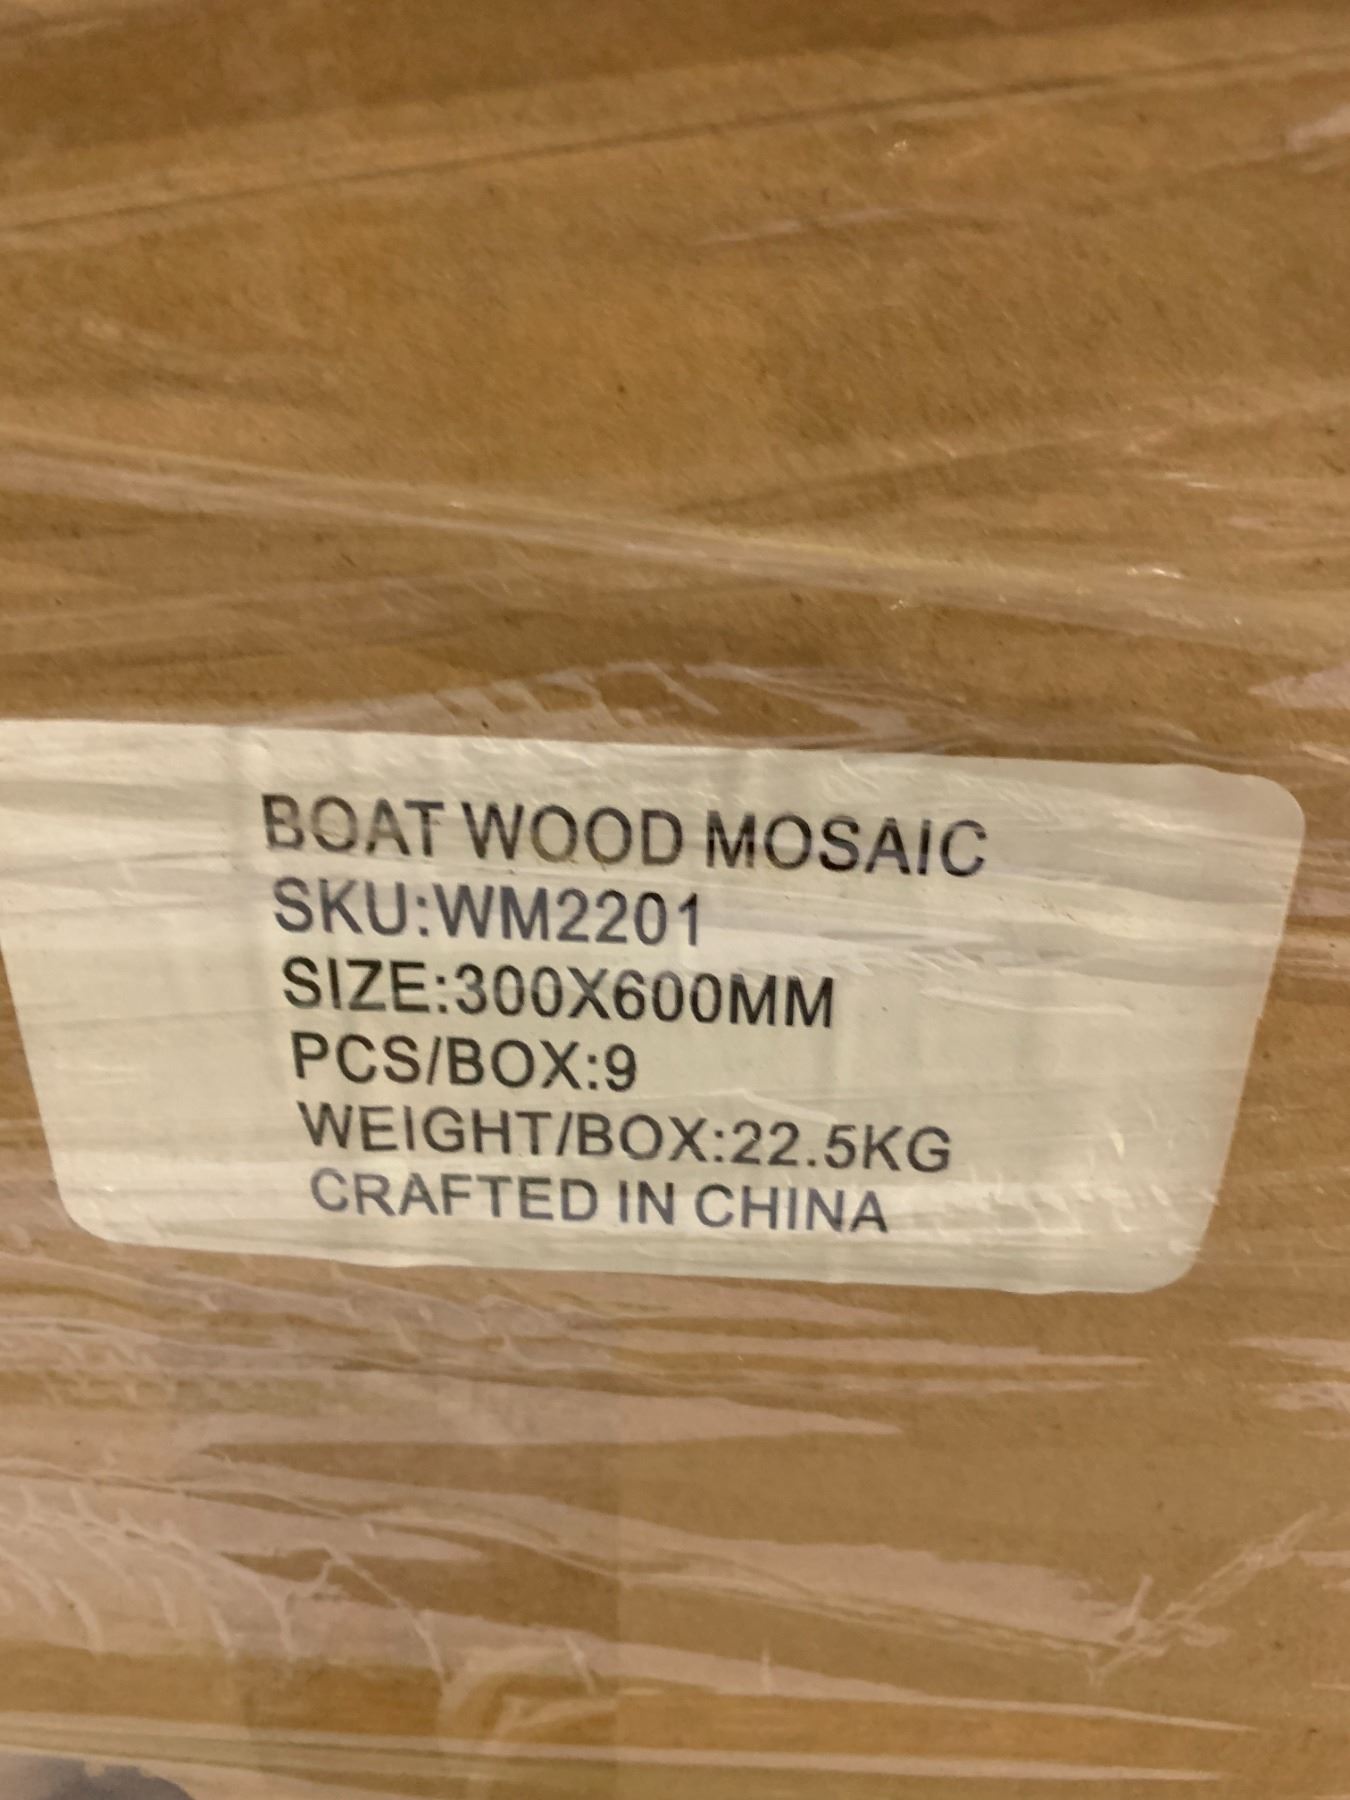 BOAT WOOD MOSAIC
SKU:WM2201
SIZE:300X600MM
PCS/BOX:9
WEIGHT/BOX:22.5KG
CRAFTED IN CHINA